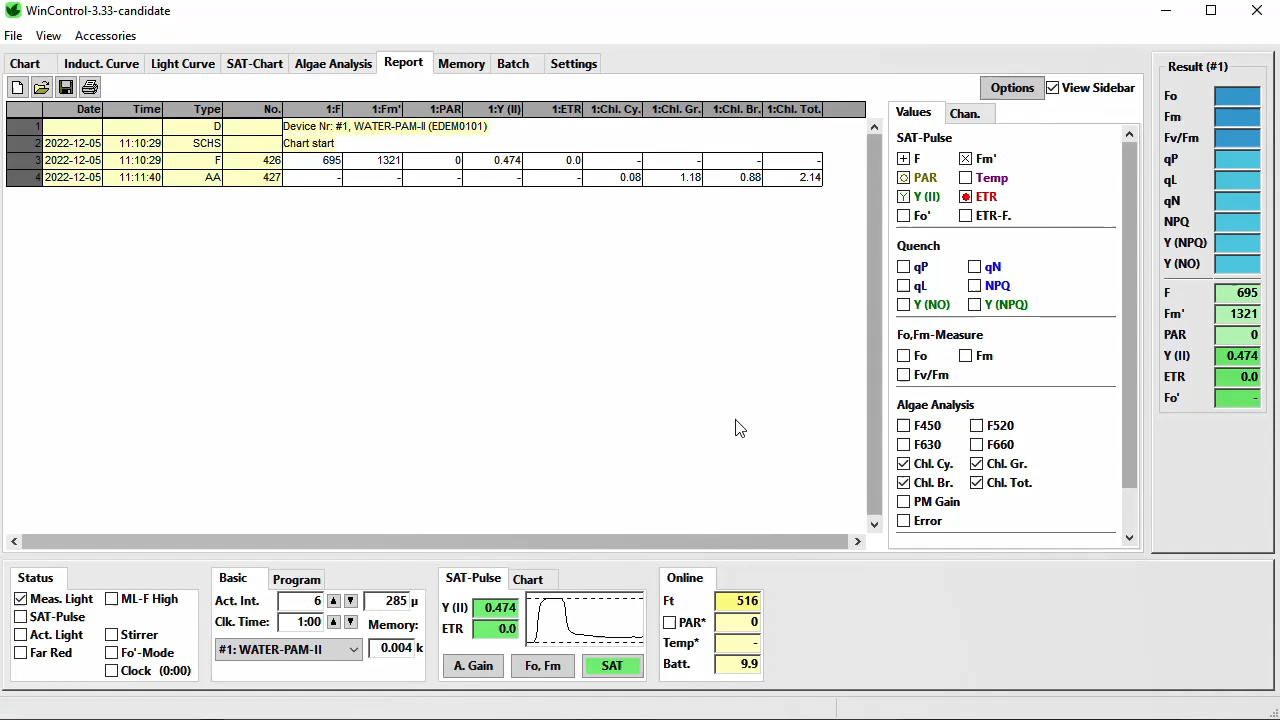 WinControl-3.33-candidate
File View Accessories
Chart Induct. Curve Light Curve SAT-Chart Algae Analysis Report Memory Batch Settings
Options View Sidebar
Date Time Type No. 1:F 1:Fm' 1:PAR 1:Y (II) 1:ETR 1:Chl. Cy. 1:Chl. Gr. 1:Chl. Br. 1:Chl. Tot.
1 D Device Nr: #1, WATER-PAM-II (EDEM0101)
2 2022-12-05 11:10:29 SCHS Chart start
3 2022-12-05 11:10:29 F 426 695 1321 0 0.474 0.0 - - - -
4 2022-12-05 11:11:40 AA 427 - - - - - 0.08 1.18 0.88 2.14
Values Chan.
SAT-Pulse
F Fm'
PAR Temp
Y (II) ETR
Fo' ETR-F.
Quench
qP qN
qL NPQ
Y (NO) Y (NPQ)
Fo,Fm-Measure
Fo Fm
Fv/Fm
Algae Analysis
F450 F520
F630 F660
Chl. Cy. Chl. Gr.
Chl. Br. Chl. Tot.
PM Gain
Error
Result (#1)
Fo
Fm
Fv/Fm
qP
qL
qN
NPQ
Y (NPQ)
Y (NO)
F 695
Fm' 1321
PAR 0
Y (II) 0.474
ETR 0.0
Fo' -
Status
Meas. Light ML-F High
SAT-Pulse
Act. Light Stirrer
Far Red Fo'-Mode
Clock (0:00)
Basic Program
Act. Int. 6 285 µ
Clk. Time: 1:00 Memory:
#1: WATER-PAM-II 0.004 k
SAT-Pulse Chart
Y (II) 0.474
ETR 0.0
A. Gain Fo, Fm SAT
Online
Ft 516
PAR* 0
Temp* -
Batt. 9.9